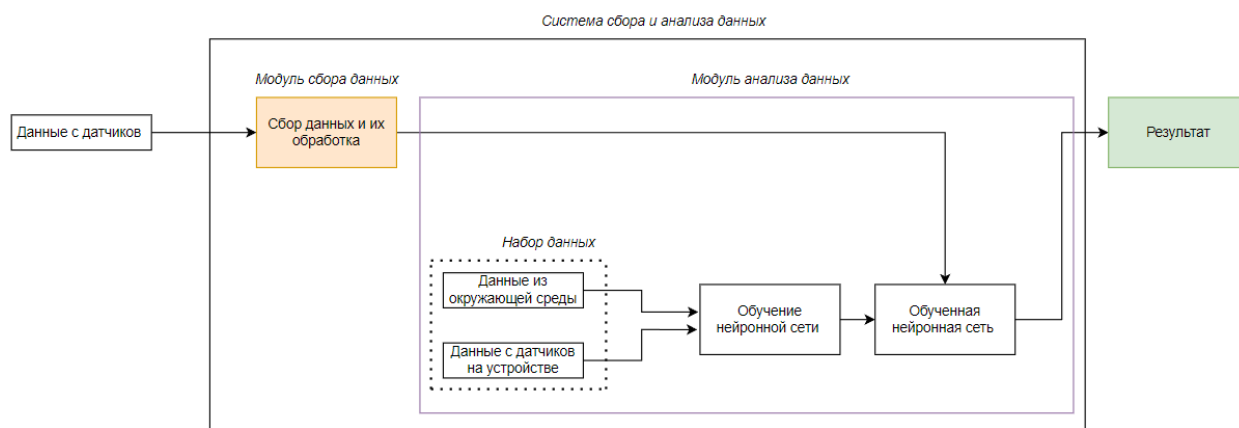 Система сбора и анализа данных
Модуль сбора данных
Модуль анализа данных
Данные с датчиков
Сбор данных и их
обработка
Результат
Набор данных
Данные из
окружающей среды
Данные с датчиков
на устройстве
Обучение
нейронной сети
Обученная
нейронная сеть